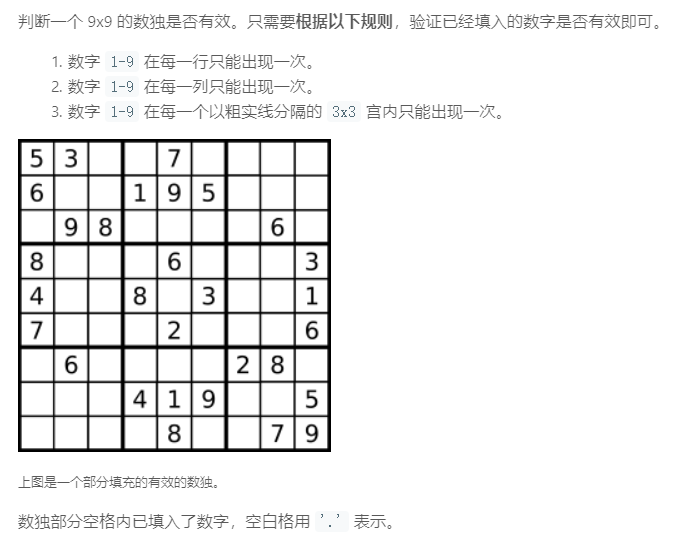 判断一个 9x9 的数独是否有效。只需要根据以下规则，验证已经填入的数字是否有效即可。
1. 数字 1-9 在每一行只能出现一次。
2. 数字 1-9 在每一列只能出现一次。
3. 数字 1-9 在每一个以粗实线分隔的 3x3 宫内只能出现一次。
5 3 7
6 1 9 5
9 8 6
8 6 3
4 8 3 1
7 2 6
6 2 8
4 1 9 5
8 7 9
上图是一个部分填充的有效的数独。
数独部分空格内已填入了数字，空白格用 '.' 表示。